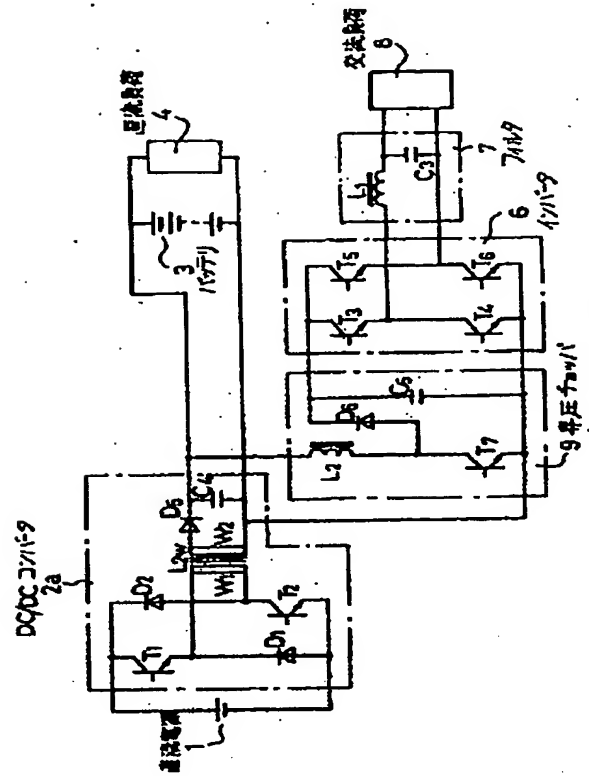 DC/DCコンバータ
2a
直流電源
1
T1
D2
D1
T2
W1
L2W
W2
D5
C4
3
バッテリ
直流負荷
4
L2
D6
T7
C5
9 昇圧チョッパ
T3
T5
T4
T6
6
インバータ
L1
C3
7
フィルタ
交流負荷
8